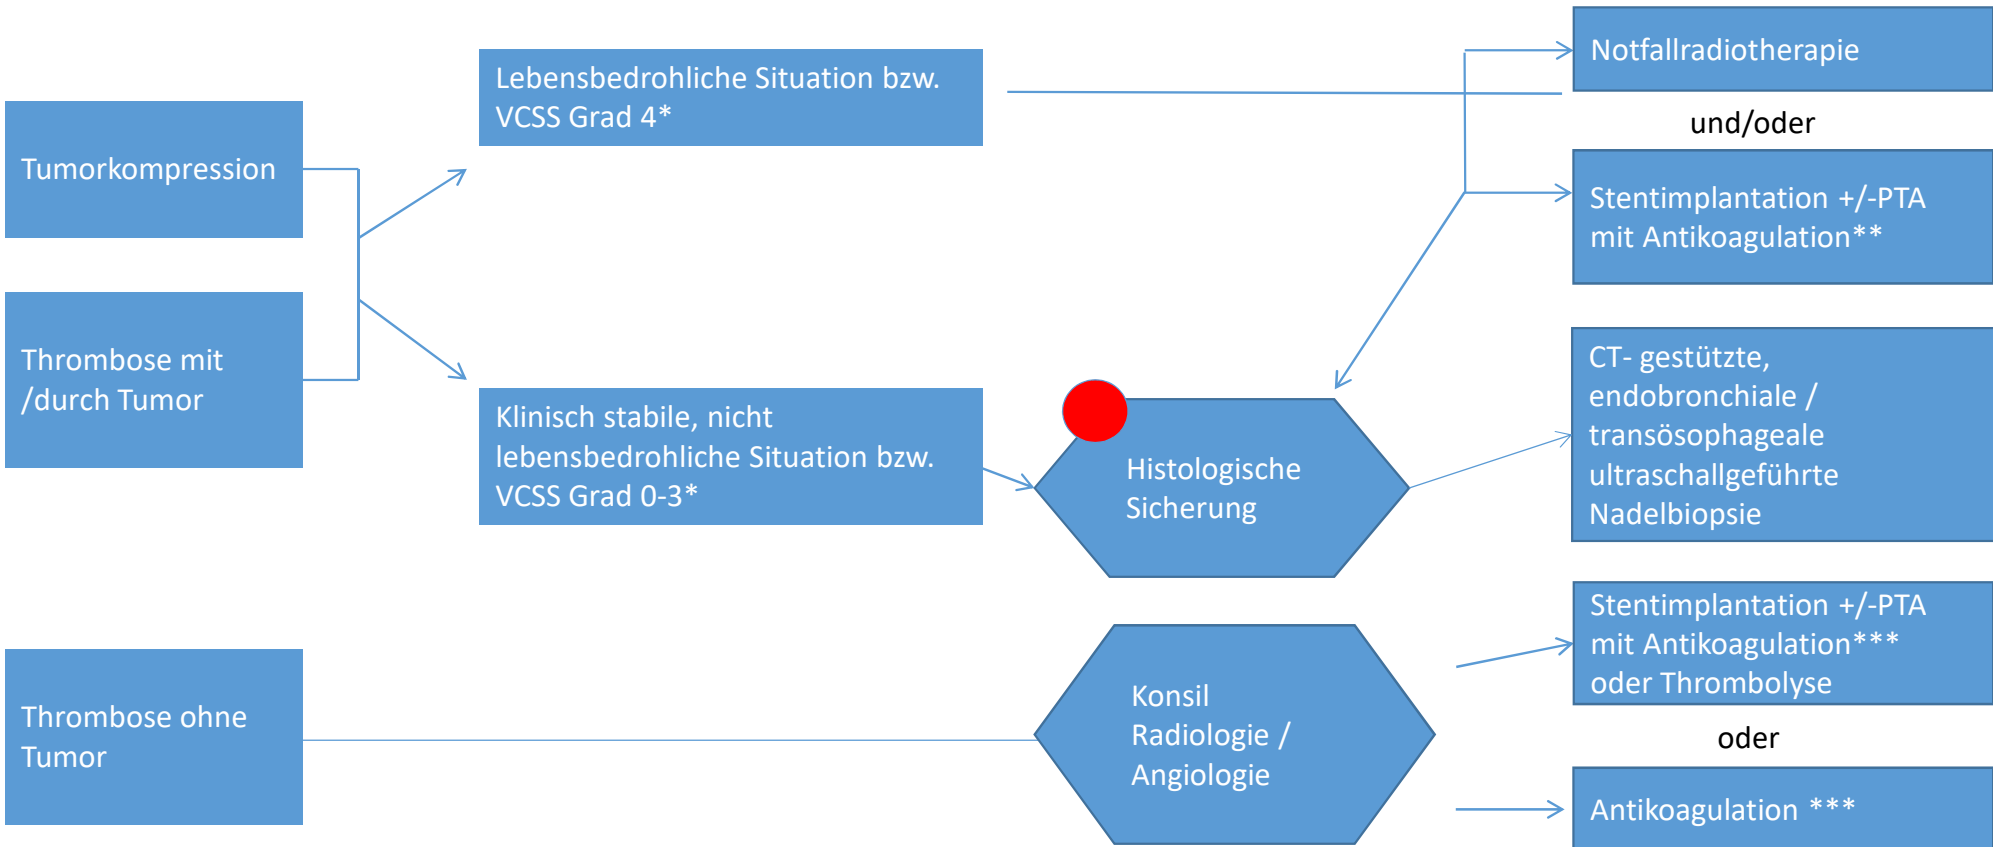 Tumorkompression
Thrombose mit
/durch Tumor
Thrombose ohne
Tumor
Lebensbedrohliche Situation bzw.
VCSS Grad 4*
Klinisch stabile, nicht
lebensbedrohliche Situation bzw.
VCSS Grad 0-3*
Histologische
Sicherung
Konsil
Radiologie /
Angiologie
Notfallradiotherapie
und/oder
Stentimplantation +/-PTA
mit Antikoagulation**
CT- gestützte,
endobronchiale /
transösophageale
ultraschallgeführte
Nadelbiopsie
Stentimplantation +/-PTA
mit Antikoagulation***
oder Thrombolyse
oder
Antikoagulation ***